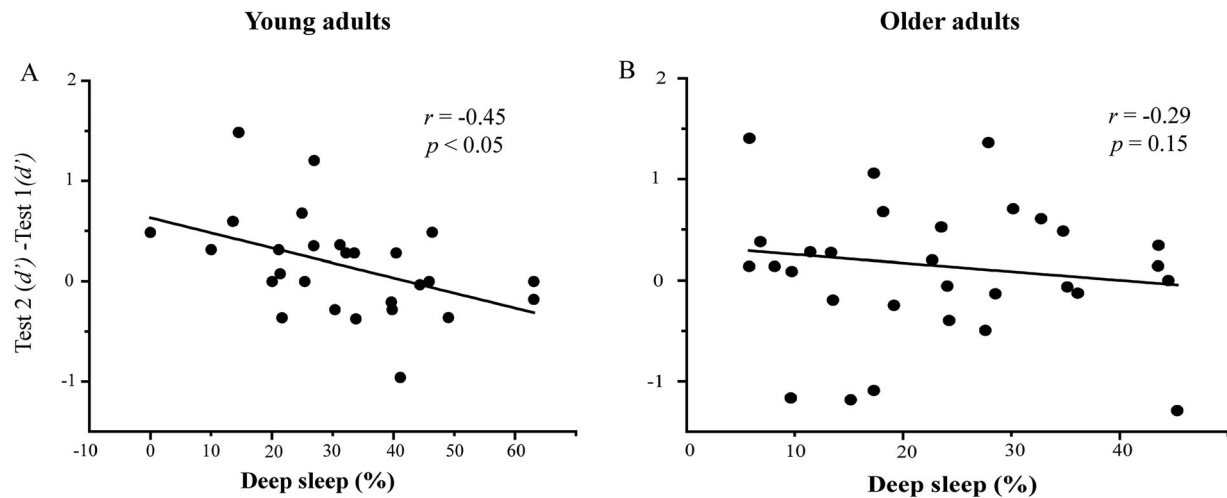 Young adults
A
Test 2 (d') -Test 1(d')
2
1
0
-1
r = -0.45
p < 0.05
-10
0
10
20
30
40
50
60
Deep sleep (%)
Older adults
B
2
1
0
-1
r = -0.29
p = 0.15
0
10
20
30
40
Deep sleep (%)